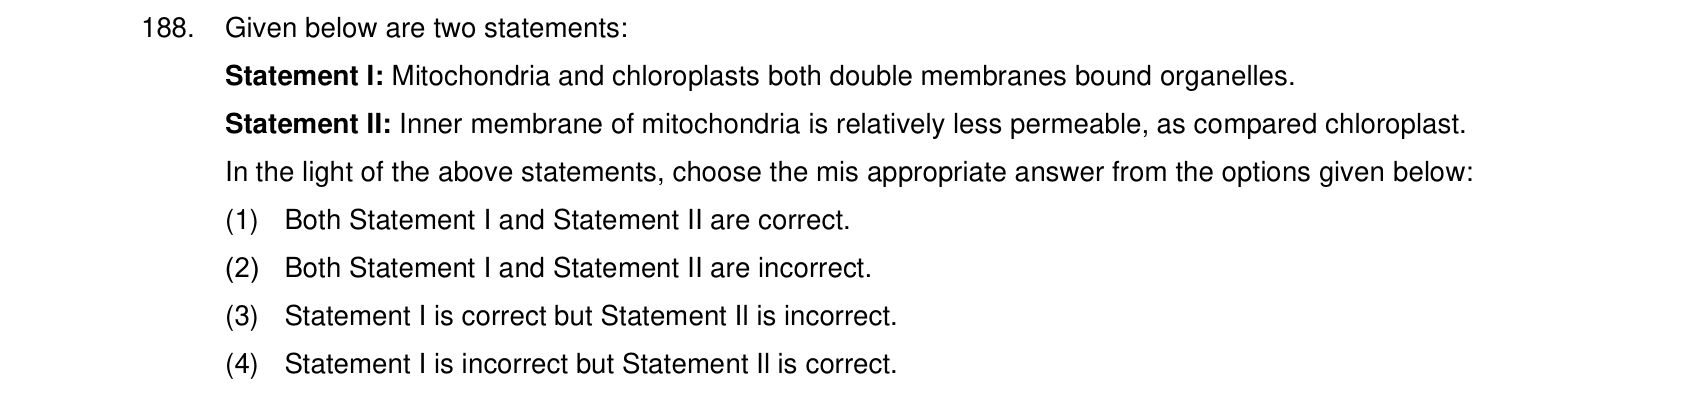 188. Given below are two statements:
Statement I: Mitochondria and chloroplasts both double membranes bound organelles.
Statement II: Inner membrane of mitochondria is relatively less permeable, as compared chloroplast.
In the light of the above statements, choose the mis appropriate answer from the options given below:
(1) Both Statement I and Statement II are correct.
(2) Both Statement I and Statement II are incorrect.
(3) Statement I is correct but Statement II is incorrect.
(4) Statement I is incorrect but Statement II is correct.